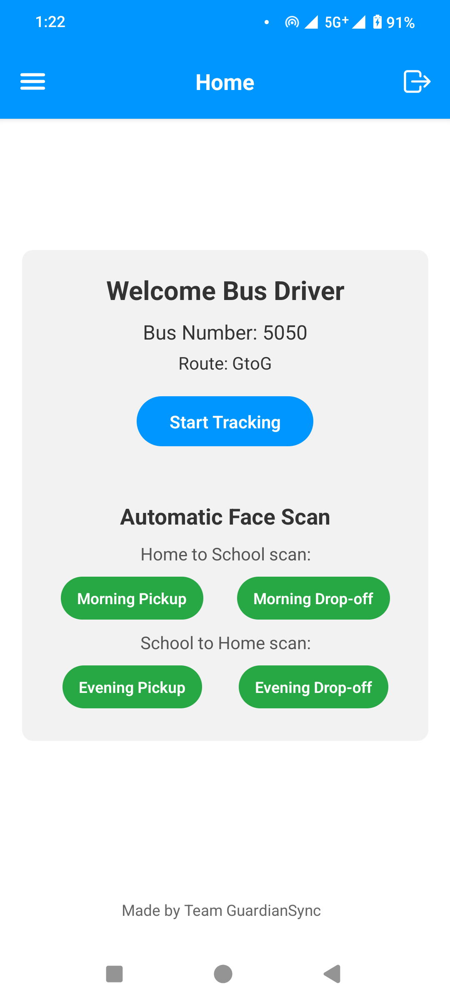 1:22 5G+ 91%
Home
Welcome Bus Driver
Bus Number: 5050
Route: GtoG
Start Tracking
Automatic Face Scan
Home to School scan:
Morning Pickup Morning Drop-off
School to Home scan:
Evening Pickup Evening Drop-off
Made by Team GuardianSync